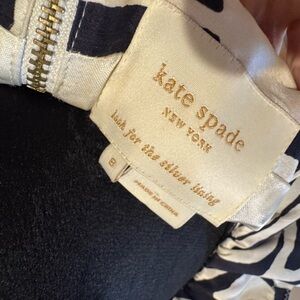 kate spade
NEW YORK
look for the silver lining
8
MADE IN CHINA